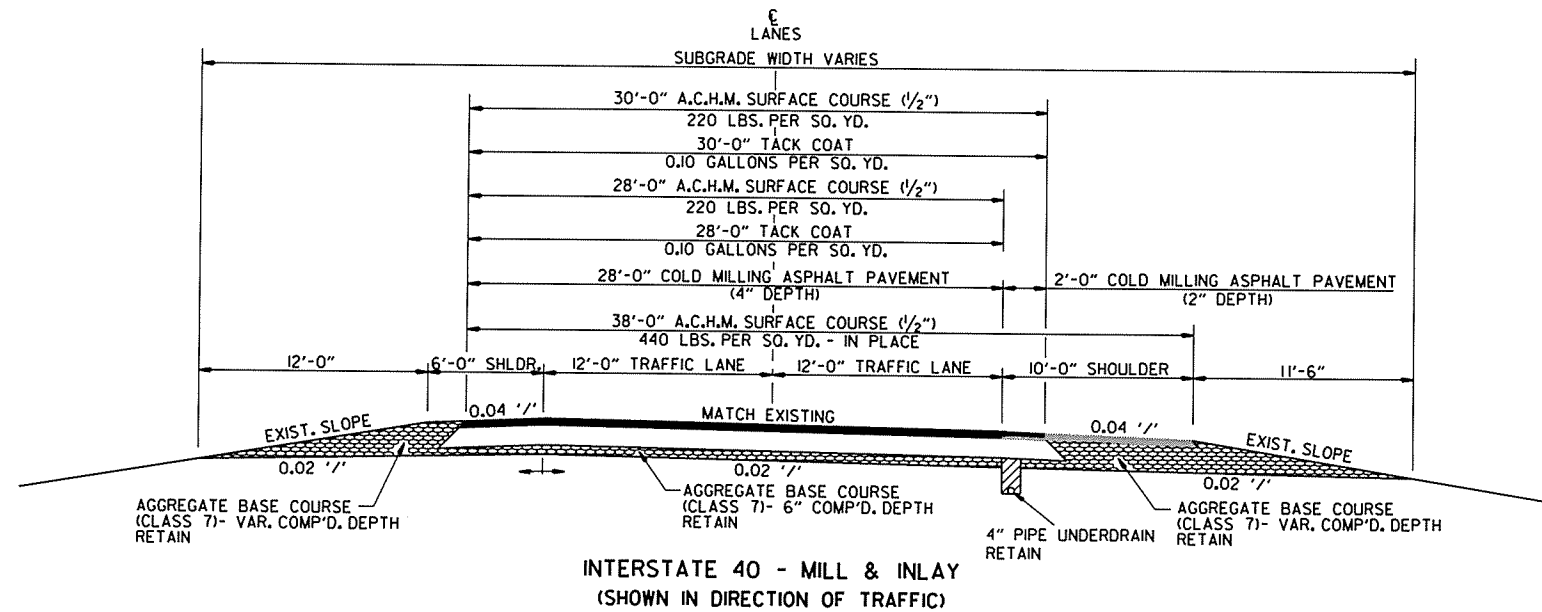 ℄
LANES
SUBGRADE WIDTH VARIES
30'-0" A.C.H.M. SURFACE COURSE (1/2")
220 LBS. PER SQ. YD.
30'-0" TACK COAT
0.10 GALLONS PER SQ. YD.
28'-0" A.C.H.M. SURFACE COURSE (1/2")
220 LBS. PER SQ. YD.
28'-0" TACK COAT
0.10 GALLONS PER SQ. YD.
28'-0" COLD MILLING ASPHALT PAVEMENT
(4" DEPTH)
2'-0" COLD MILLING ASPHALT PAVEMENT
(2" DEPTH)
38'-0" A.C.H.M. SURFACE COURSE (1/2")
440 LBS. PER SQ. YD. - IN PLACE
12'-0"
6'-0" SHLDR.
12'-0" TRAFFIC LANE
12'-0" TRAFFIC LANE
10'-0" SHOULDER
11'-6"
EXIST. SLOPE
0.04 '/'
MATCH EXISTING
0.04 '/'
EXIST. SLOPE
0.02 '/'
0.02 '/'
0.02 '/'
AGGREGATE BASE COURSE
(CLASS 7)- VAR. COMP'D. DEPTH
RETAIN
AGGREGATE BASE COURSE
(CLASS 7)- 6" COMP'D. DEPTH
RETAIN
4" PIPE UNDERDRAIN
RETAIN
AGGREGATE BASE COURSE
(CLASS 7)- VAR. COMP'D. DEPTH
RETAIN
INTERSTATE 40 - MILL & INLAY
(SHOWN IN DIRECTION OF TRAFFIC)